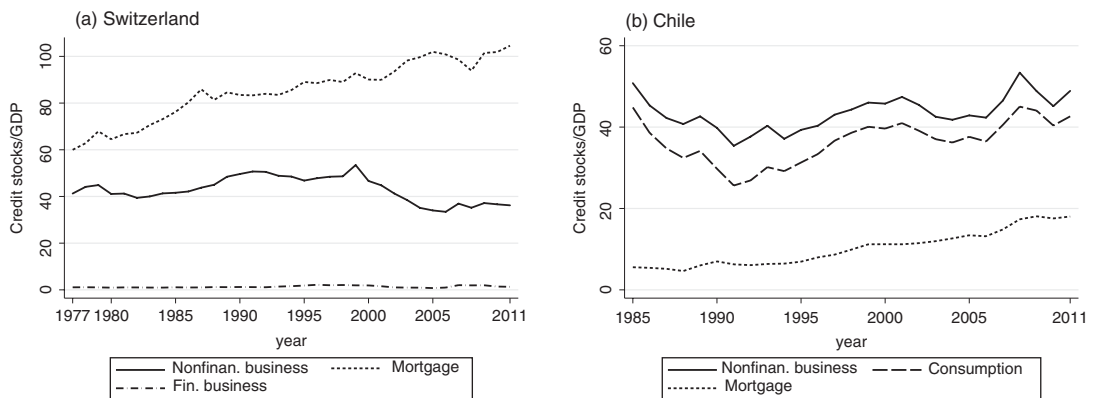 (a) Switzerland
Credit stocks/GDP
100
80
60
40
20
0
1977 1980 1985 1990 1995 2000 2005 2011
year
Nonfinan. business Mortgage
Fin. business
(b) Chile
Credit stocks/GDP
60
40
20
0
1985 1990 1995 2000 2005 2011
year
Nonfinan. business Consumption
Mortgage